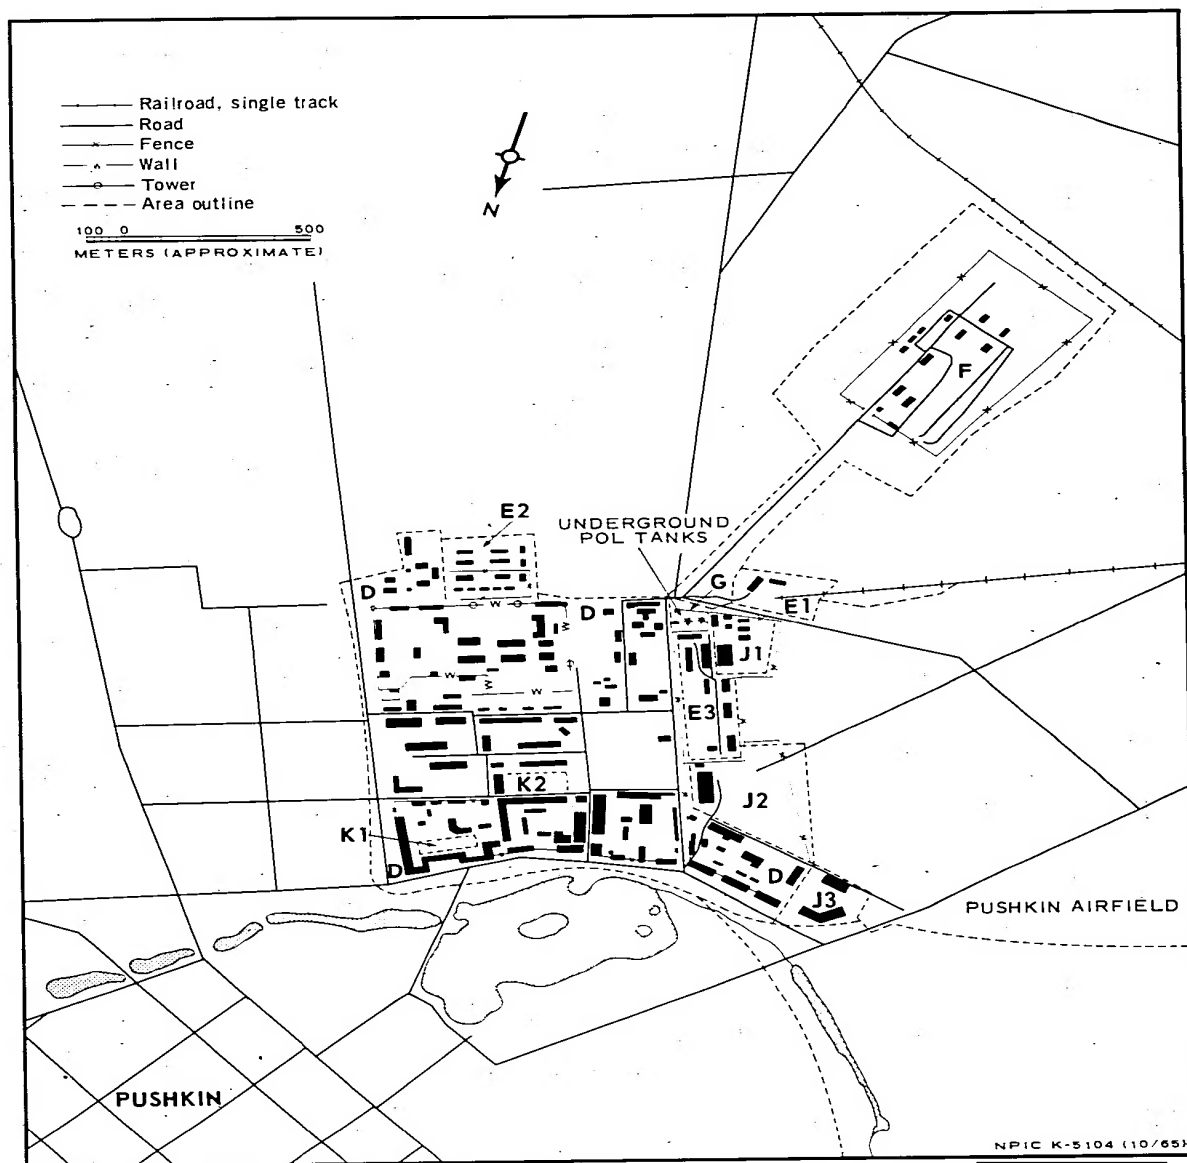 Railroad, single track
Road
Fence
Wall
Tower
Area outline
100 0 500
METERS (APPROXIMATE)
N
F
E2
UNDERGROUND
POL TANKS
D
W
D
W
G
E1
J1
W
W
W
E3
W
K2
J2
K1
D
D
J3
PUSHKIN AIRFIELD
PUSHKIN
NPIC K-5104 (10/65)